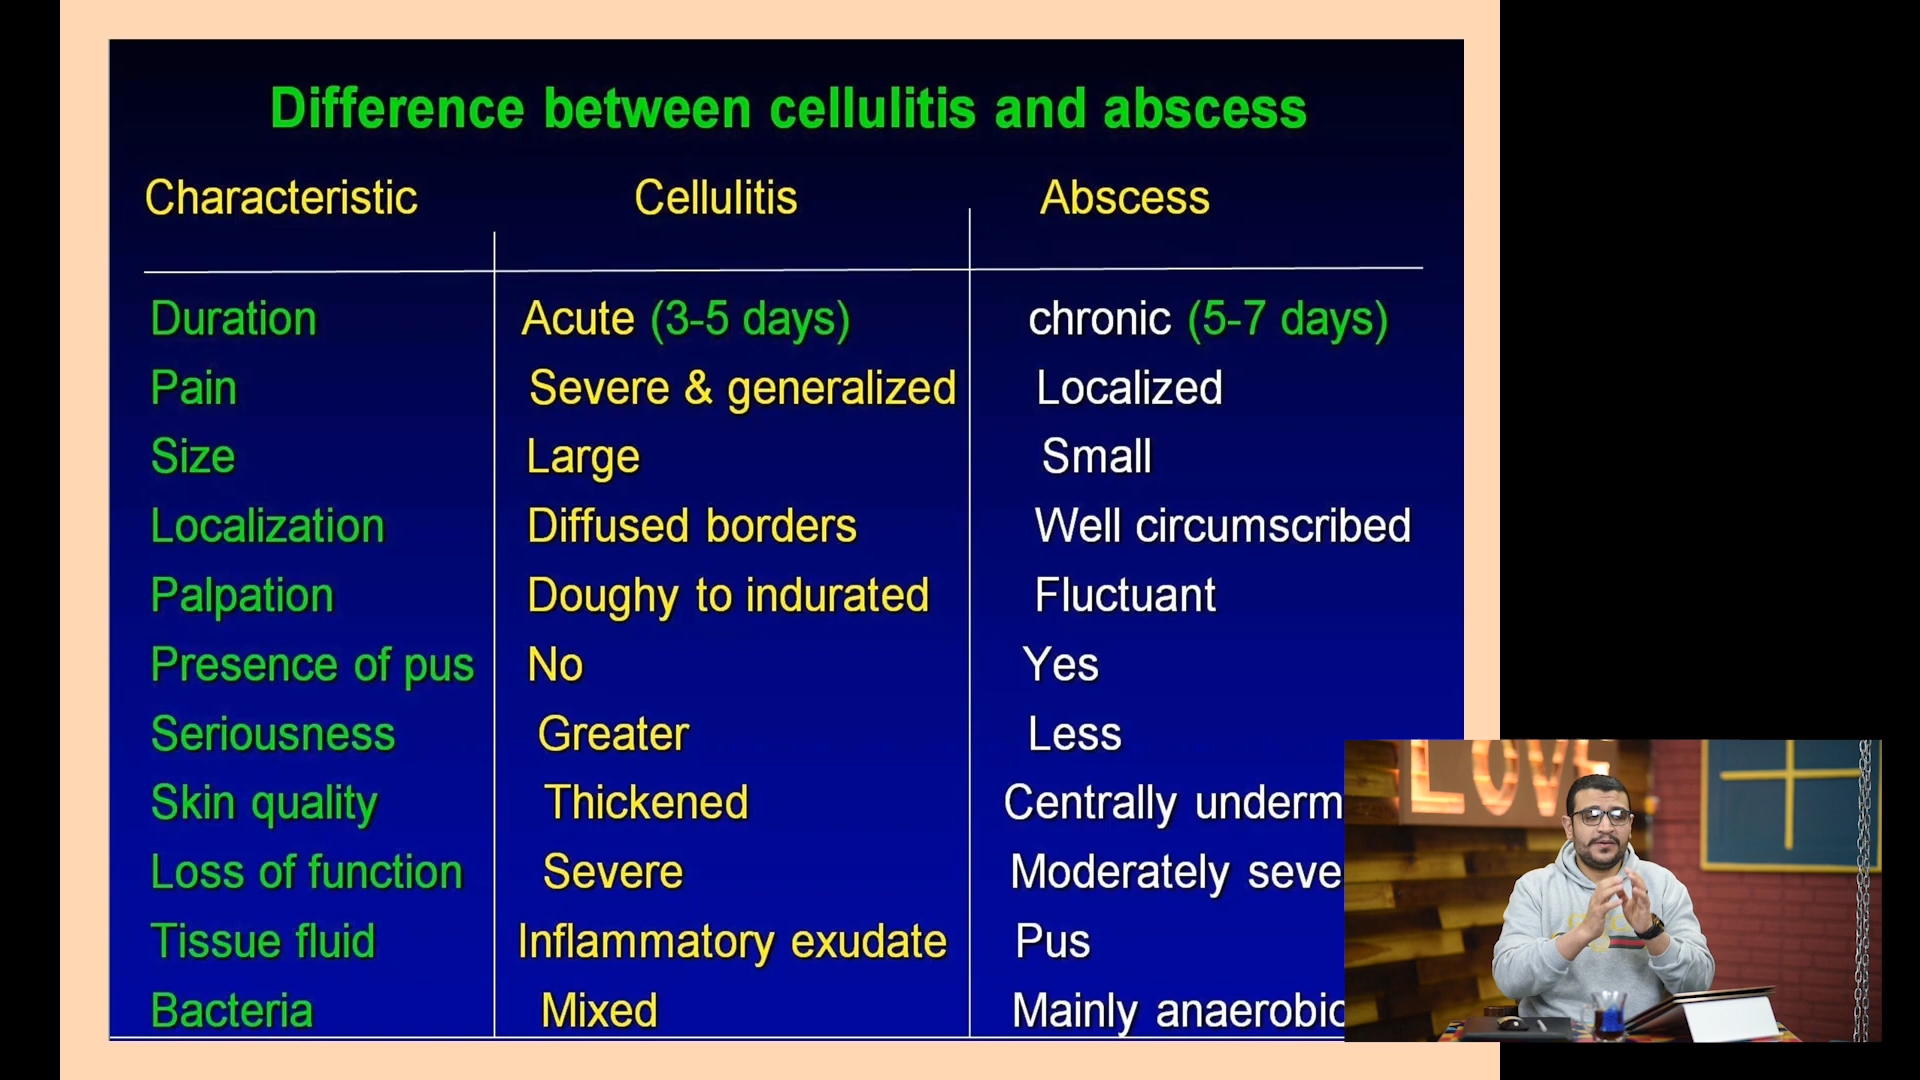 Difference between cellulitis and abscess
Characteristic Cellulitis Abscess
Duration Acute (3-5 days) chronic (5-7 days)
Pain Severe & generalized Localized
Size Large Small
Localization Diffused borders Well circumscribed
Palpation Doughy to indurated Fluctuant
Presence of pus No Yes
Seriousness Greater Less
Skin quality Thickened Centrally
Loss of function Severe Moderately
Tissue fluid Inflammatory exudate Pus
Bacteria Mixed Mainly anaerobic
LOVE